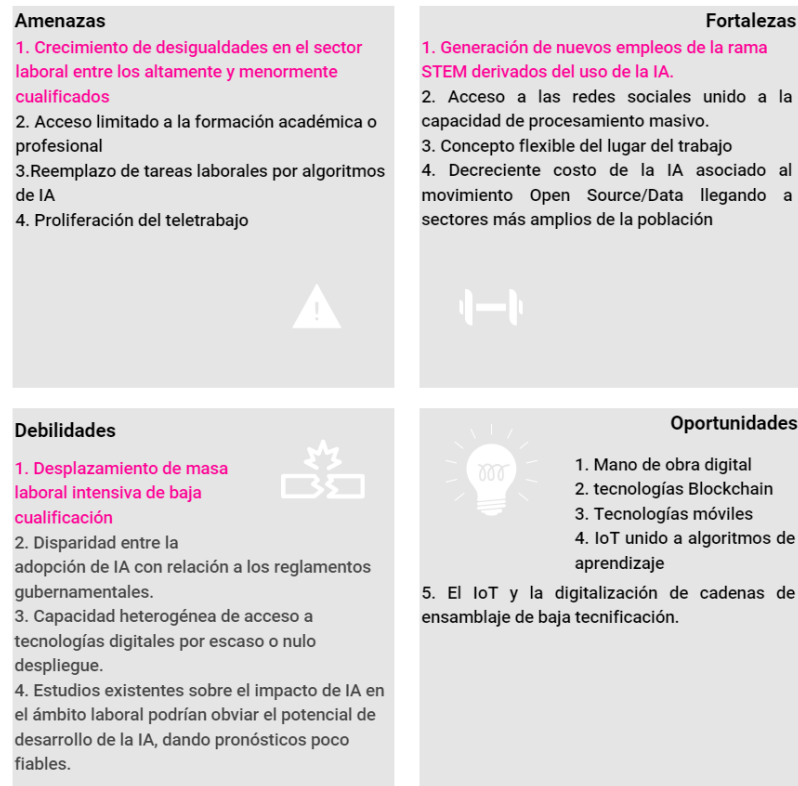 Amenazas
1. Crecimiento de desigualdades en el sector
laboral entre los altamente y menormente
cualificados
2. Acceso limitado a la formación académica o
profesional
3.Reemplazo de tareas laborales por algoritmos
de IA
4. Proliferación del teletrabajo
Fortalezas
1. Generación de nuevos empleos de la rama
STEM derivados del uso de la IA.
2. Acceso a las redes sociales unido a la
capacidad de procesamiento masivo.
3. Concepto flexible del lugar del trabajo
4. Decreciente costo de la IA asociado al
movimiento Open Source/Data llegando a
sectores más amplios de la población
Debilidades
1. Desplazamiento de masa
laboral intensiva de baja
cualificación
2. Disparidad entre la
adopción de IA con relación a los reglamentos
gubernamentales.
3. Capacidad heterogénea de acceso a
tecnologías digitales por escaso o nulo
despliegue.
4. Estudios existentes sobre el impacto de IA en
el ámbito laboral podrían obviar el potencial de
desarrollo de la IA, dando pronósticos poco
fiables.
Oportunidades
1. Mano de obra digital
2. tecnologías Blockchain
3. Tecnologías móviles
4. IoT unido a algoritmos de
aprendizaje
5. El IoT y la digitalización de cadenas de
ensamblaje de baja tecnificación.